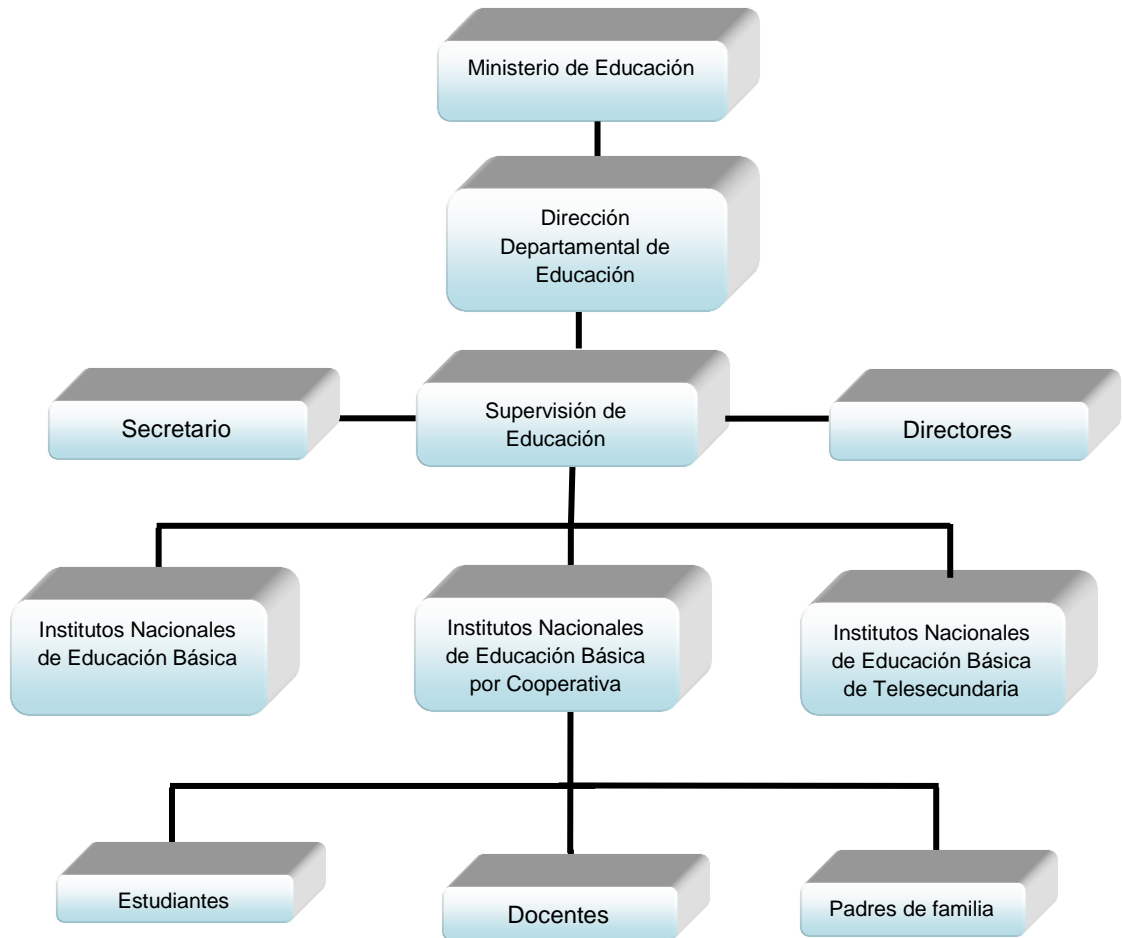 Ministerio de Educación
Dirección
Departamental de
Educación
Secretario
Supervisión de
Educación
Directores
Institutos Nacionales
de Educación Básica
Institutos Nacionales
de Educación Básica
por Cooperativa
Institutos Nacionales
de Educación Básica
de Telesecundaria
Estudiantes
Docentes
Padres de familia